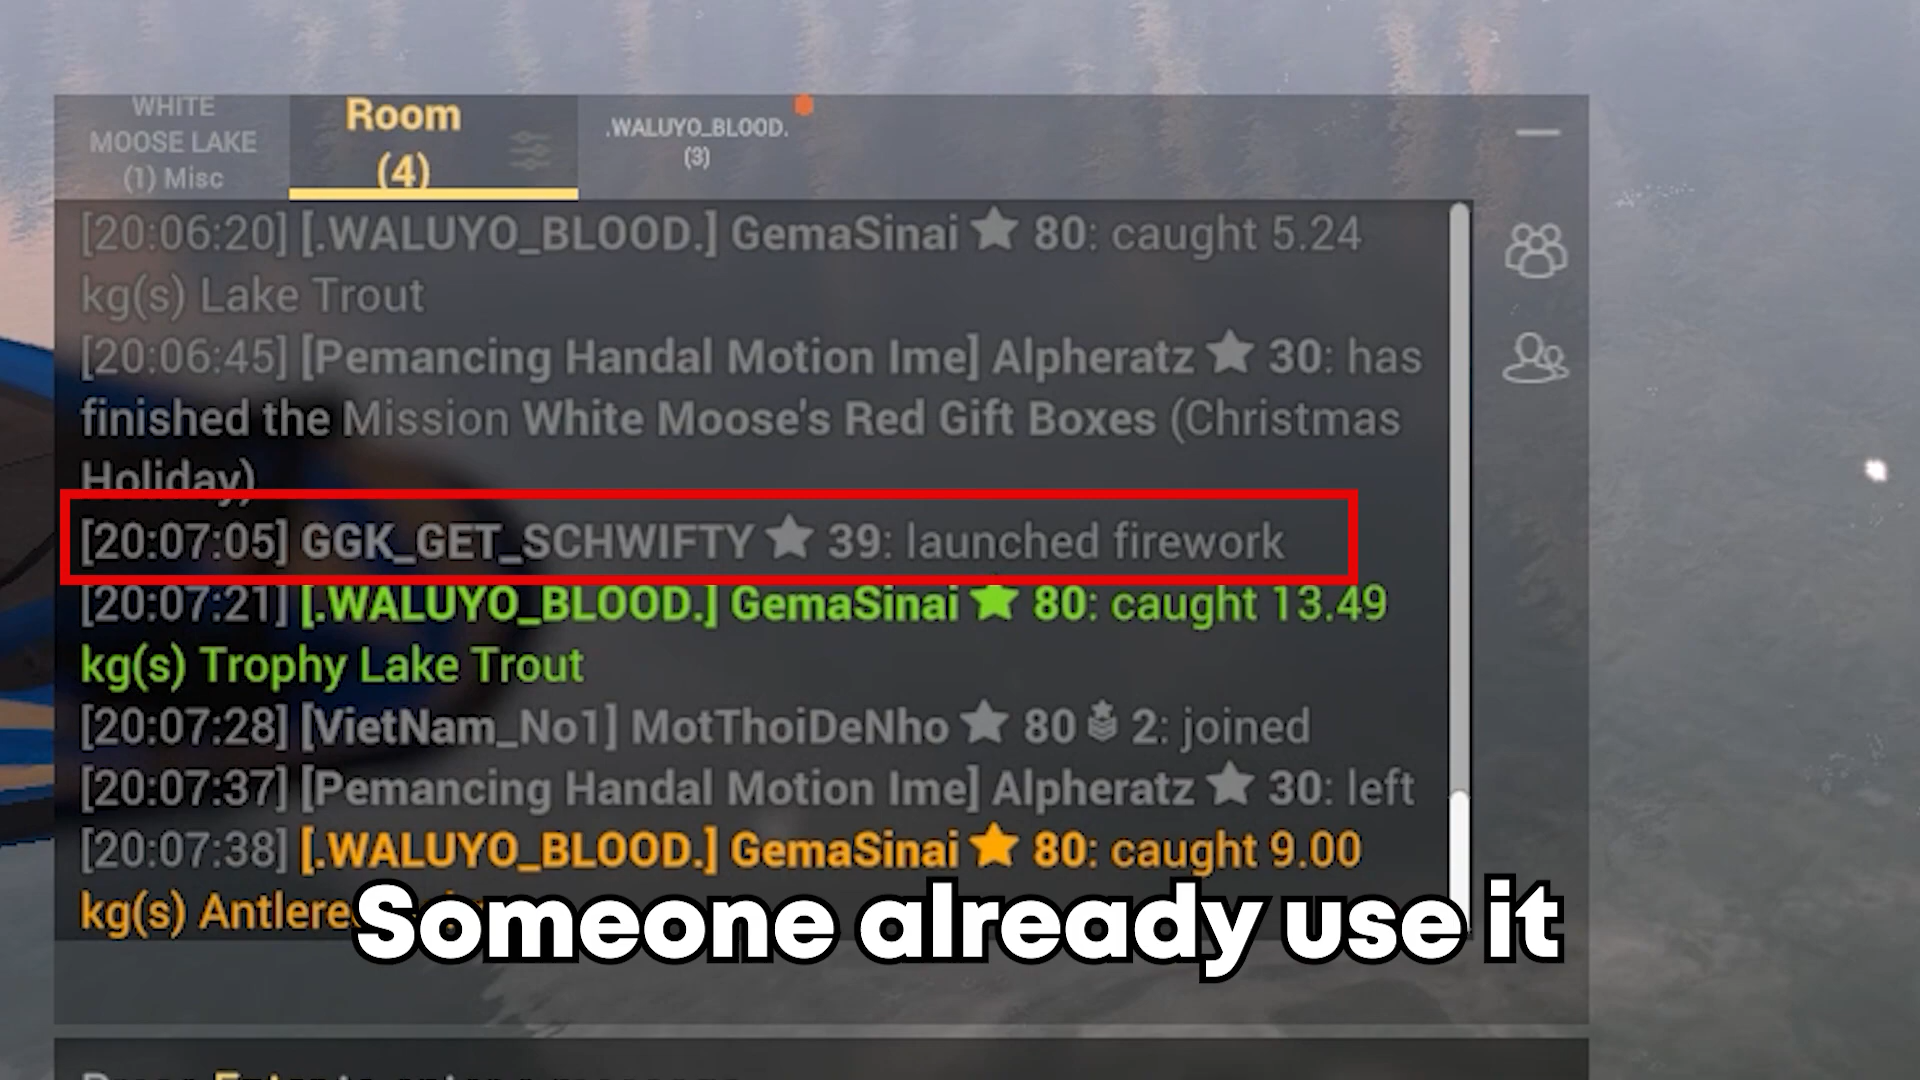 WHITE
MOOSE LAKE
(1) Misc
Room
(4)
.WALUYO_BLOOD.
(3)
[20:06:20] [.WALUYO_BLOOD.] GemaSinai ★ 80: caught 5.24
kg(s) Lake Trout
[20:06:45] [Pemancing Handal Motion Ime] Alpheratz ★ 30: has
finished the Mission White Moose's Red Gift Boxes (Christmas
Holiday)
[20:07:05] GGK_GET_SCHWIFTY ★ 39: launched firework
[20:07:21] [.WALUYO_BLOOD.] GemaSinai ★ 80: caught 13.49
kg(s) Trophy Lake Trout
[20:07:28] [VietNam_No1] MotThoiDeNho ★ 80 2: joined
[20:07:37] [Pemancing Handal Motion Ime] Alpheratz ★ 30: left
[20:07:38] [.WALUYO_BLOOD.] GemaSinai ★ 80: caught 9.00
kg(s)
Someone already use it